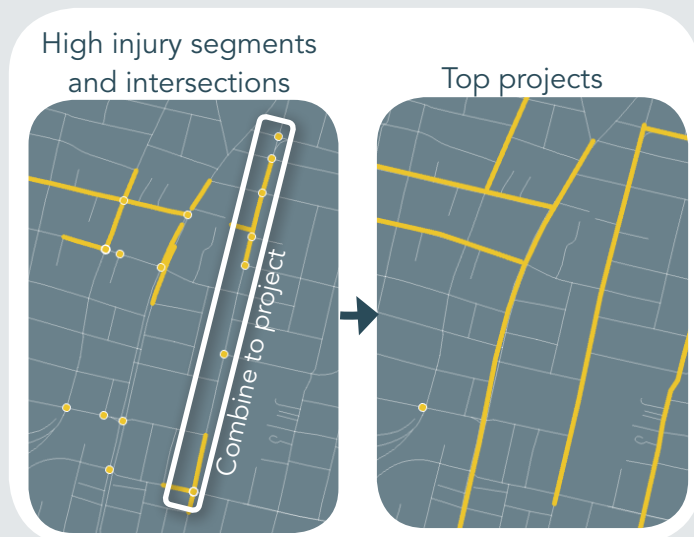 High injury segments
and intersections
Top projects
Combine to project